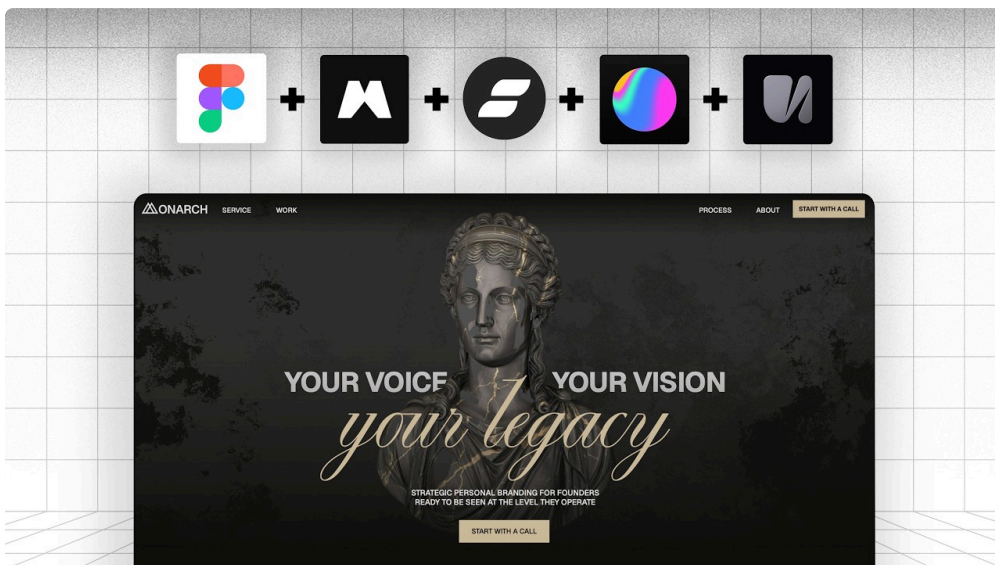 MONARCH SERVICE WORK PROCESS ABOUT START WITH A CALL
YOUR VOICE YOUR VISION
your legacy
STRATEGIC PERSONAL BRANDING FOR FOUNDERS
READY TO BE SEEN AT THE LEVEL THEY OPERATE
START WITH A CALL